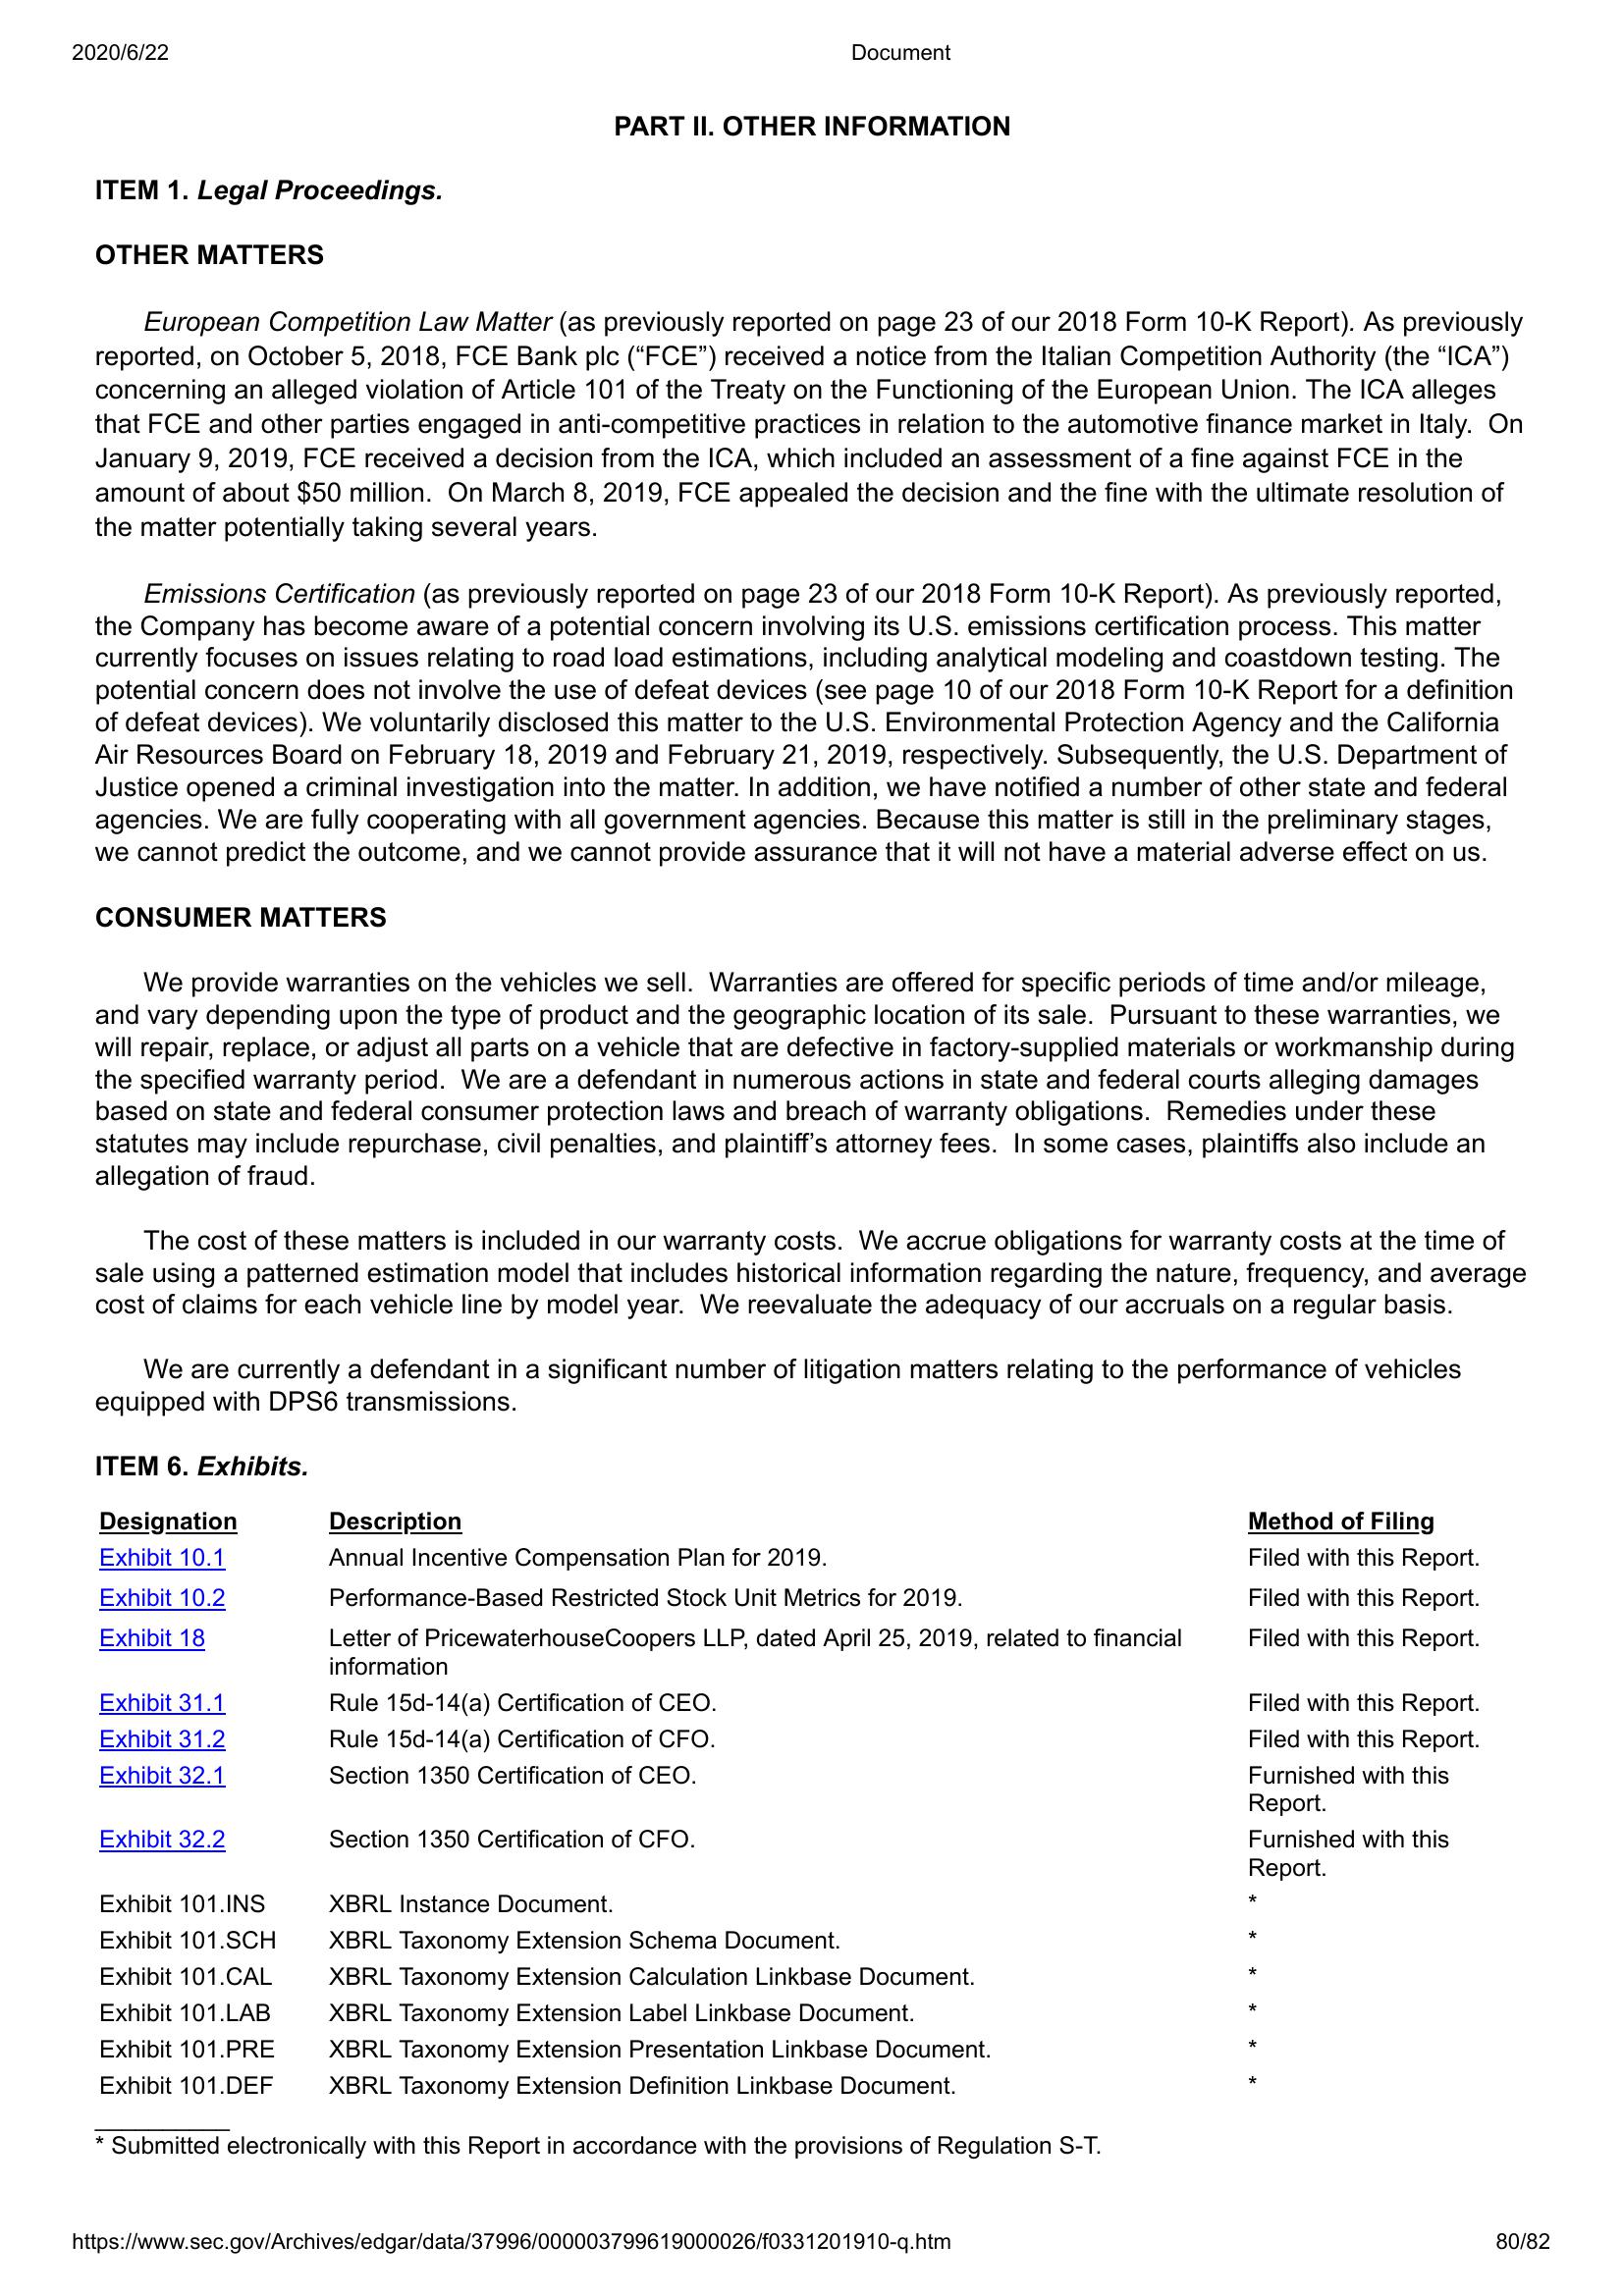 2020/6/22 Document
PART II. OTHER INFORMATION
ITEM 1. Legal Proceedings.
OTHER MATTERS
European Competition Law Matter (as previously reported on page 23 of our 2018 Form 10-K Report). As previously
reported, on October 5, 2018, FCE Bank plc (“FCE”) received a notice from the Italian Competition Authority (the “ICA”)
concerning an alleged violation of Article 101 of the Treaty on the Functioning of the European Union. The ICA alleges
that FCE and other parties engaged in anti-competitive practices in relation to the automotive finance market in Italy.  On
January 9, 2019, FCE received a decision from the ICA, which included an assessment of a fine against FCE in the
amount of about $50 million.  On March 8, 2019, FCE appealed the decision and the fine with the ultimate resolution of
the matter potentially taking several years.
Emissions Certification (as previously reported on page 23 of our 2018 Form 10-K Report). As previously reported,
the Company has become aware of a potential concern involving its U.S. emissions certification process. This matter
currently focuses on issues relating to road load estimations, including analytical modeling and coastdown testing. The
potential concern does not involve the use of defeat devices (see page 10 of our 2018 Form 10-K Report for a definition
of defeat devices). We voluntarily disclosed this matter to the U.S. Environmental Protection Agency and the California
Air Resources Board on February 18, 2019 and February 21, 2019, respectively. Subsequently, the U.S. Department of
Justice opened a criminal investigation into the matter. In addition, we have notified a number of other state and federal
agencies. We are fully cooperating with all government agencies. Because this matter is still in the preliminary stages,
we cannot predict the outcome, and we cannot provide assurance that it will not have a material adverse effect on us.
CONSUMER MATTERS
We provide warranties on the vehicles we sell.  Warranties are offered for specific periods of time and/or mileage,
and vary depending upon the type of product and the geographic location of its sale.  Pursuant to these warranties, we
will repair, replace, or adjust all parts on a vehicle that are defective in factory-supplied materials or workmanship during
the specified warranty period.  We are a defendant in numerous actions in state and federal courts alleging damages
based on state and federal consumer protection laws and breach of warranty obligations.  Remedies under these
statutes may include repurchase, civil penalties, and plaintiff’s attorney fees.  In some cases, plaintiffs also include an
allegation of fraud.
The cost of these matters is included in our warranty costs.  We accrue obligations for warranty costs at the time of
sale using a patterned estimation model that includes historical information regarding the nature, frequency, and average
cost of claims for each vehicle line by model year.  We reevaluate the adequacy of our accruals on a regular basis.
We are currently a defendant in a significant number of litigation matters relating to the performance of vehicles
equipped with DPS6 transmissions.
ITEM 6. Exhibits.
Designation Description Method of Filing
Exhibit 10.1 Annual Incentive Compensation Plan for 2019. Filed with this Report.
Exhibit 10.2 Performance-Based Restricted Stock Unit Metrics for 2019. Filed with this Report.
Exhibit 18 Letter of PricewaterhouseCoopers LLP, dated April 25, 2019, related to financial Filed with this Report.
information
Exhibit 31.1 Rule 15d-14(a) Certification of CEO. Filed with this Report.
Exhibit 31.2 Rule 15d-14(a) Certification of CFO. Filed with this Report.
Exhibit 32.1 Section 1350 Certification of CEO. Furnished with this
Report.
Exhibit 32.2 Section 1350 Certification of CFO. Furnished with this
Report.
Exhibit 101.INS XBRL Instance Document. *
Exhibit 101.SCH XBRL Taxonomy Extension Schema Document. *
Exhibit 101.CAL XBRL Taxonomy Extension Calculation Linkbase Document. *
Exhibit 101.LAB XBRL Taxonomy Extension Label Linkbase Document. *
Exhibit 101.PRE XBRL Taxonomy Extension Presentation Linkbase Document. *
Exhibit 101.DEF XBRL Taxonomy Extension Definition Linkbase Document. *
* Submitted electronically with this Report in accordance with the provisions of Regulation S-T.
https://www.sec.gov/Archives/edgar/data/37996/000003799619000026/f0331201910-q.htm 80/82